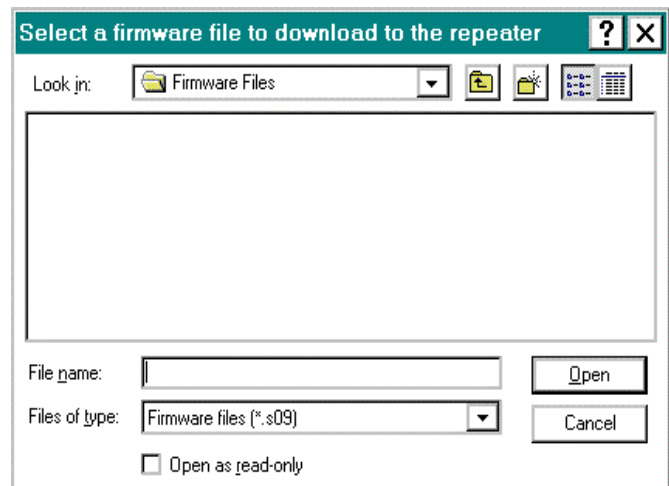 Select a firmware file to download to the repeater
Look in: Firmware Files
File name: Open
Files of type: Firmware files (*.s09) Cancel
Open as read-only